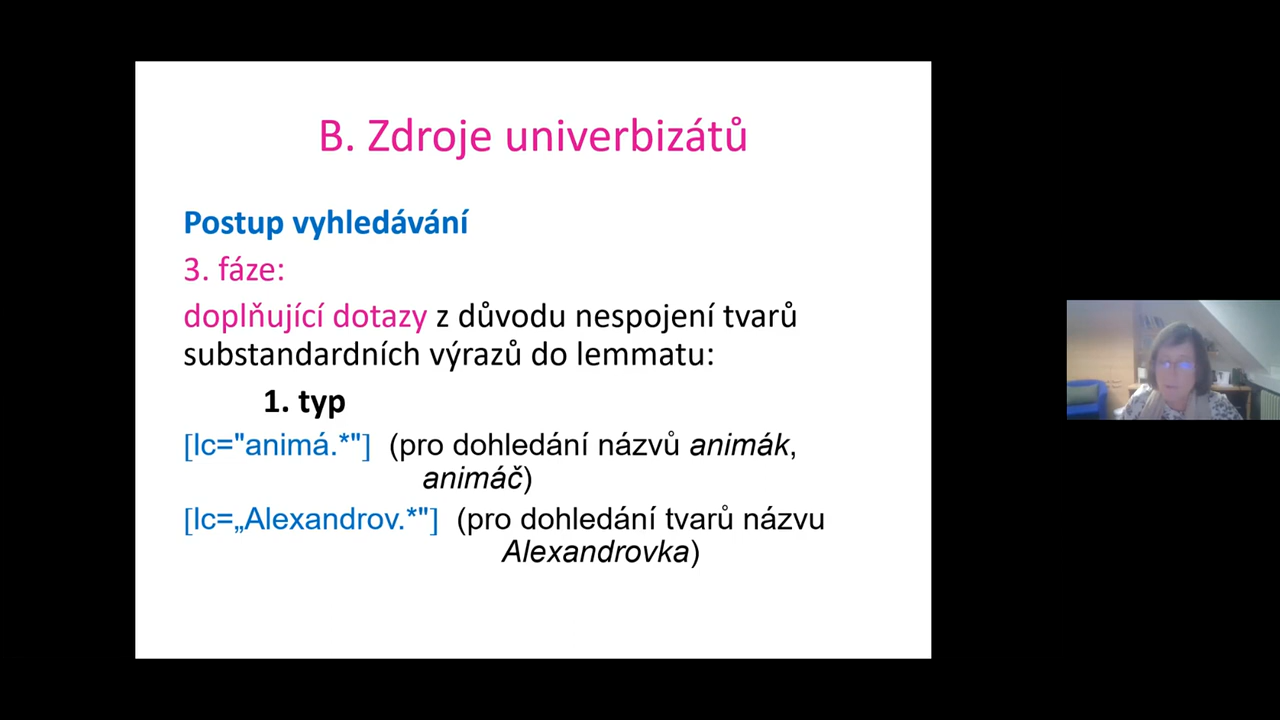 B. Zdroje univerbizátů
Postup vyhledávání
3. fáze:
doplňující dotazy z důvodu nespojení tvarů
substandardních výrazů do lemmatu:
1. typ
[lc="animá.*"] (pro dohledání názvů animák,
animáč)
[lc=„Alexandrov.*"] (pro dohledání tvarů názvu
Alexandrovka)